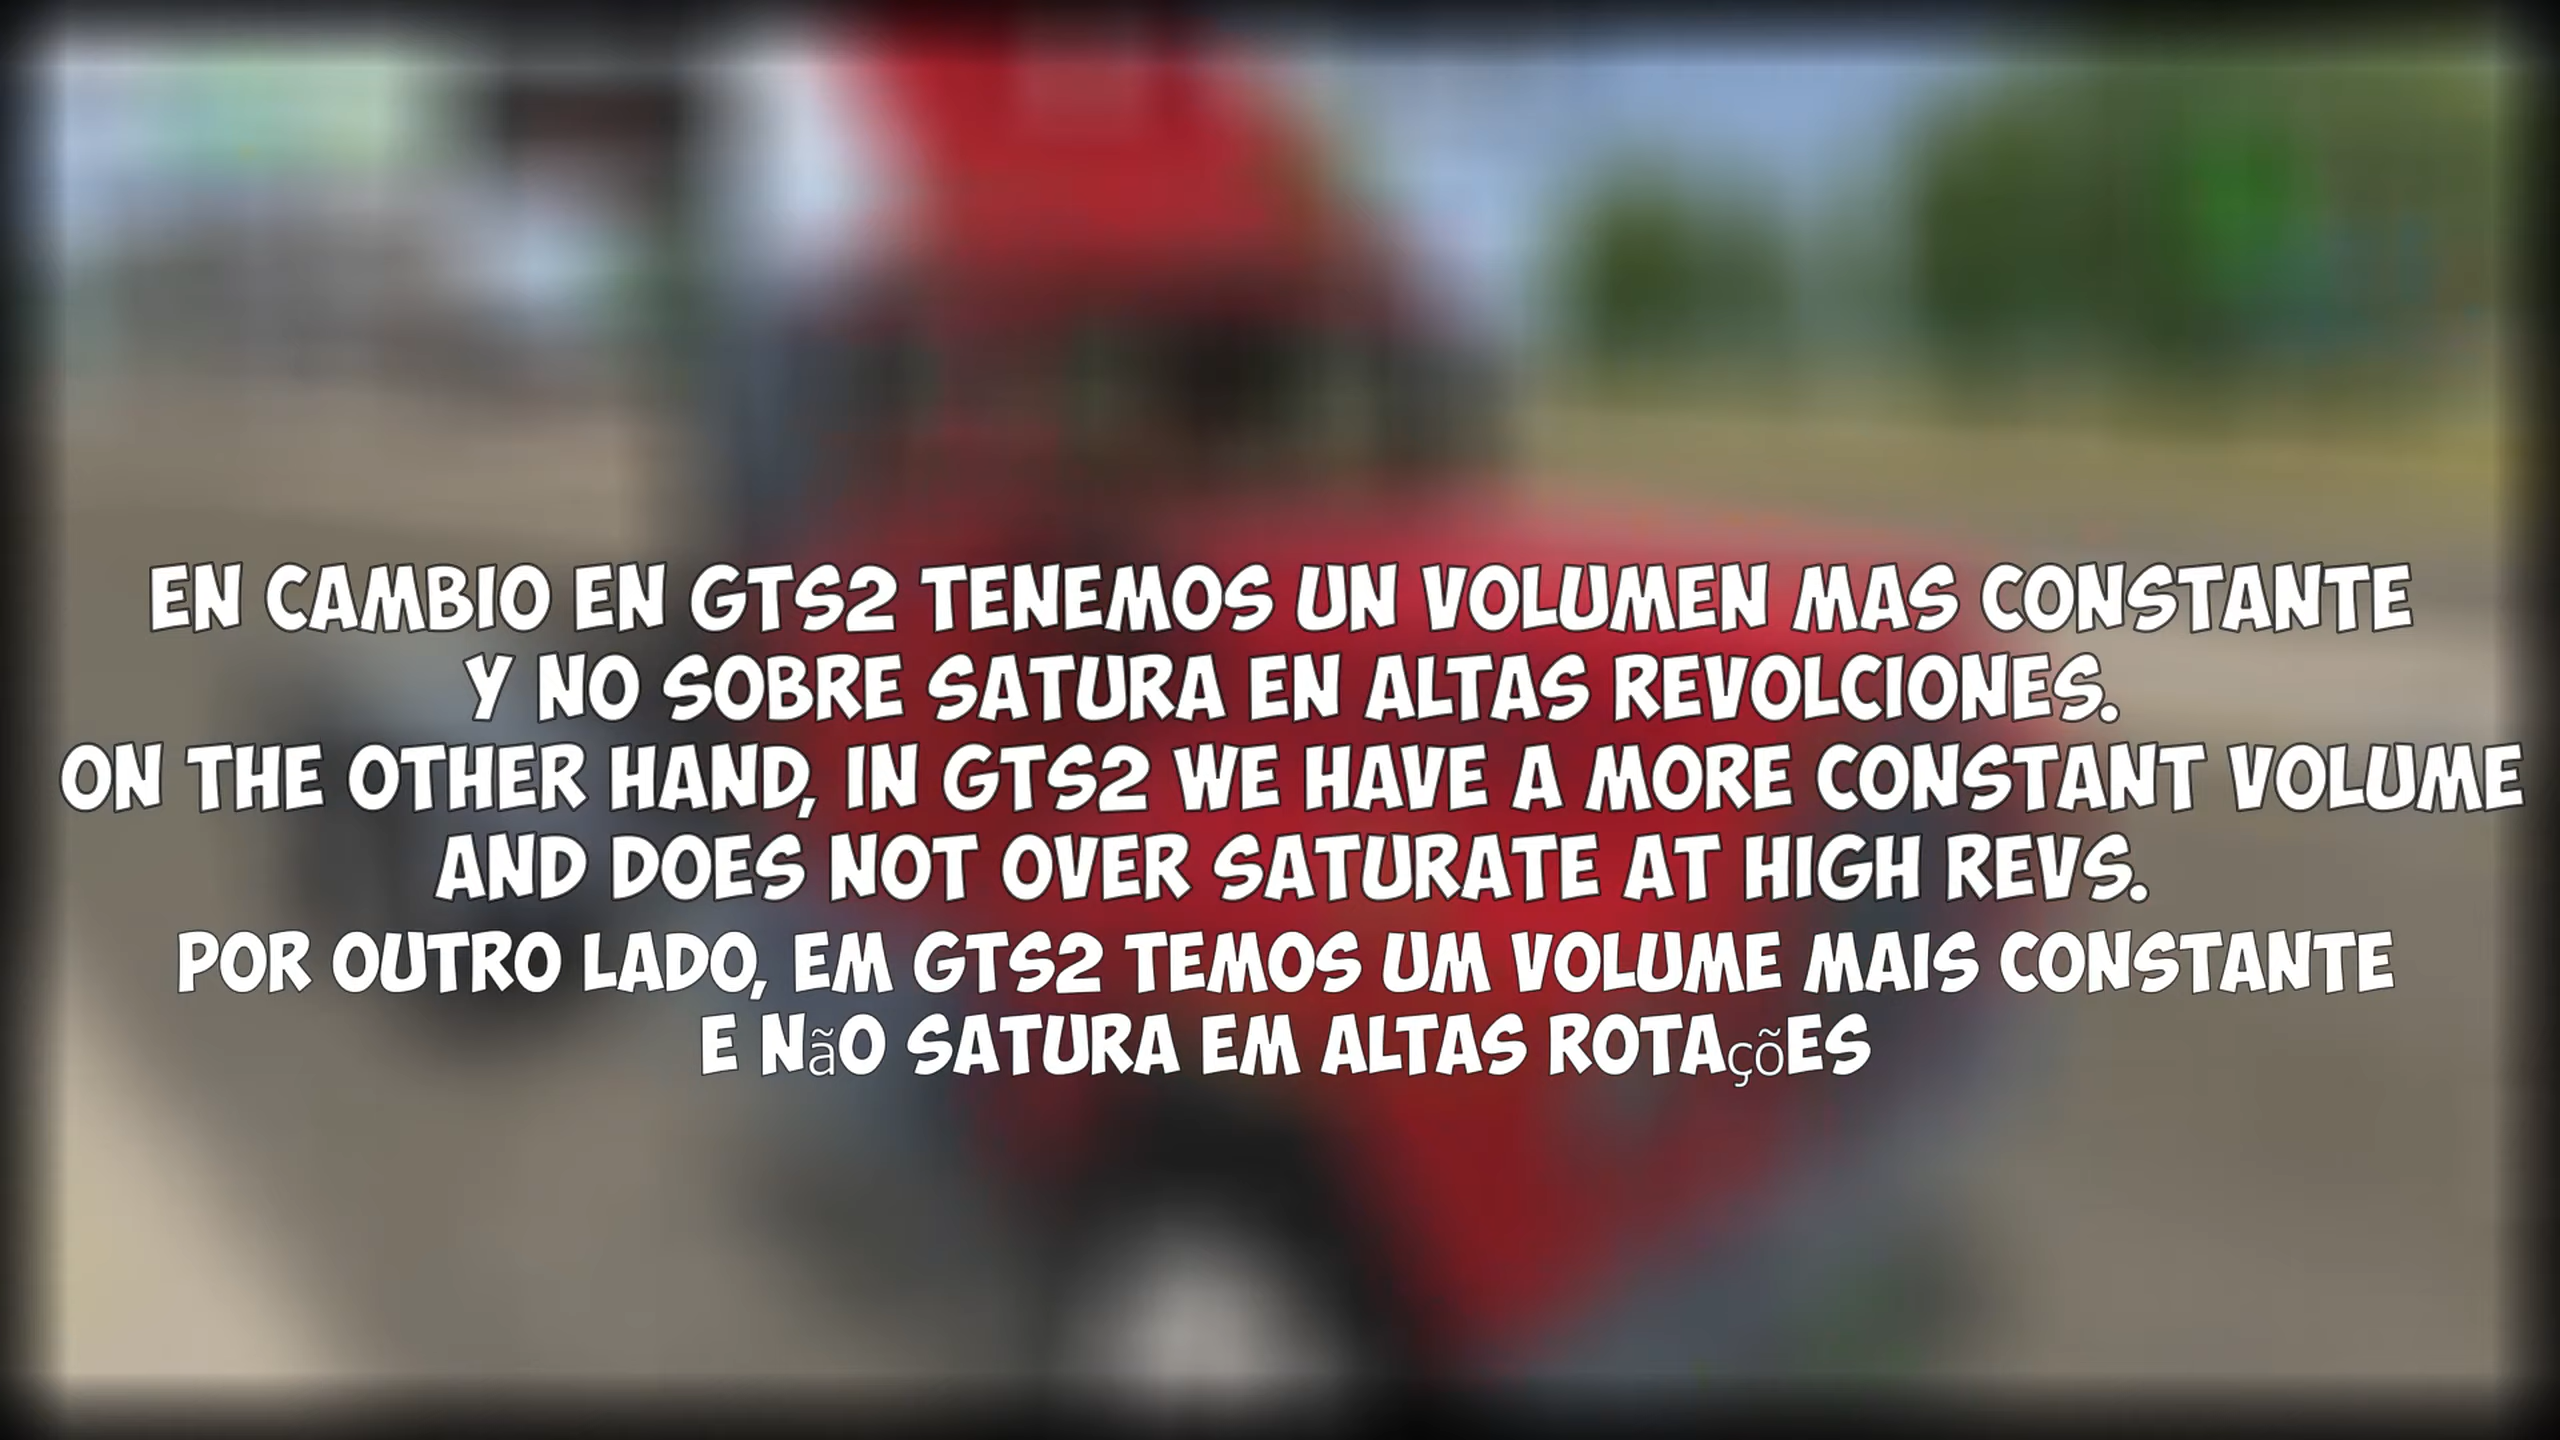 EN CAMBIO EN GTS2 TENEMOS UN VOLUMEN MAS CONSTANTE
Y NO SOBRE SATURA EN ALTAS REVOLCIONES.
ON THE OTHER HAND, IN GTS2 WE HAVE A MORE CONSTANT VOLUME
AND DOES NOT OVER SATURATE AT HIGH REVS.
POR OUTRO LADO, EM GTS2 TEMOS UM VOLUME MAIS CONSTANTE
E NãO SATURA EM ALTAS ROTAçõES